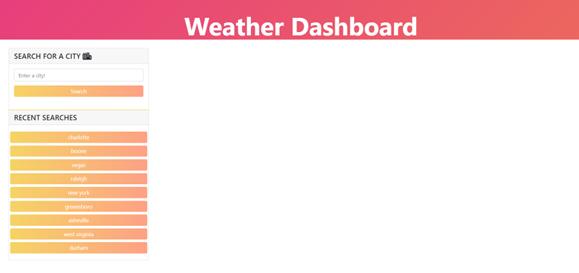 Weather Dashboard
SEARCH FOR A CITY
Enter a city!
Search
RECENT SEARCHES
charlotte
boone
vegas
raleigh
new york
greensboro
asheville
west virginia
durham